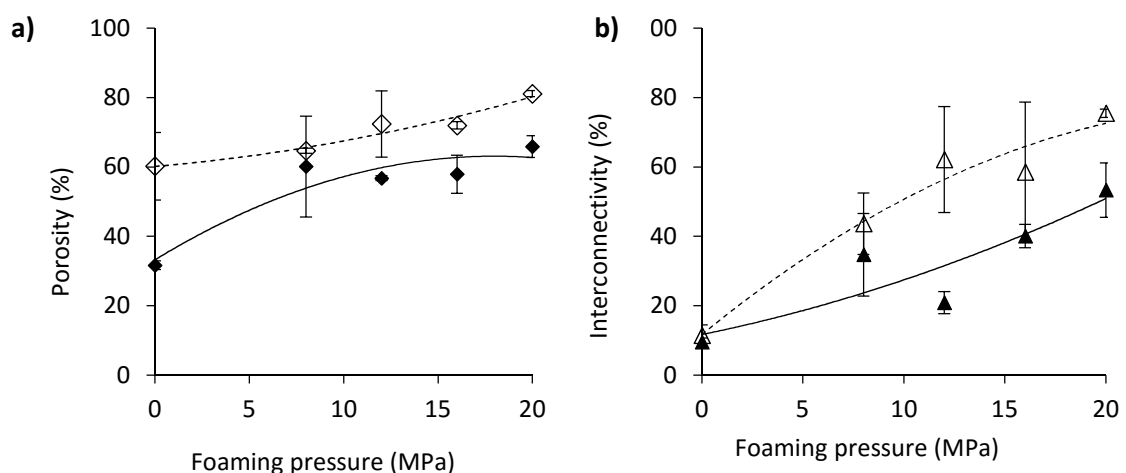 a)
100
80
60
40
20
0
Porosity (%)
0 5 10 15 20
Foaming pressure (MPa)
b)
00
80
60
40
20
0
Interconnectivity (%)
0 5 10 15 20
Foaming pressure (MPa)